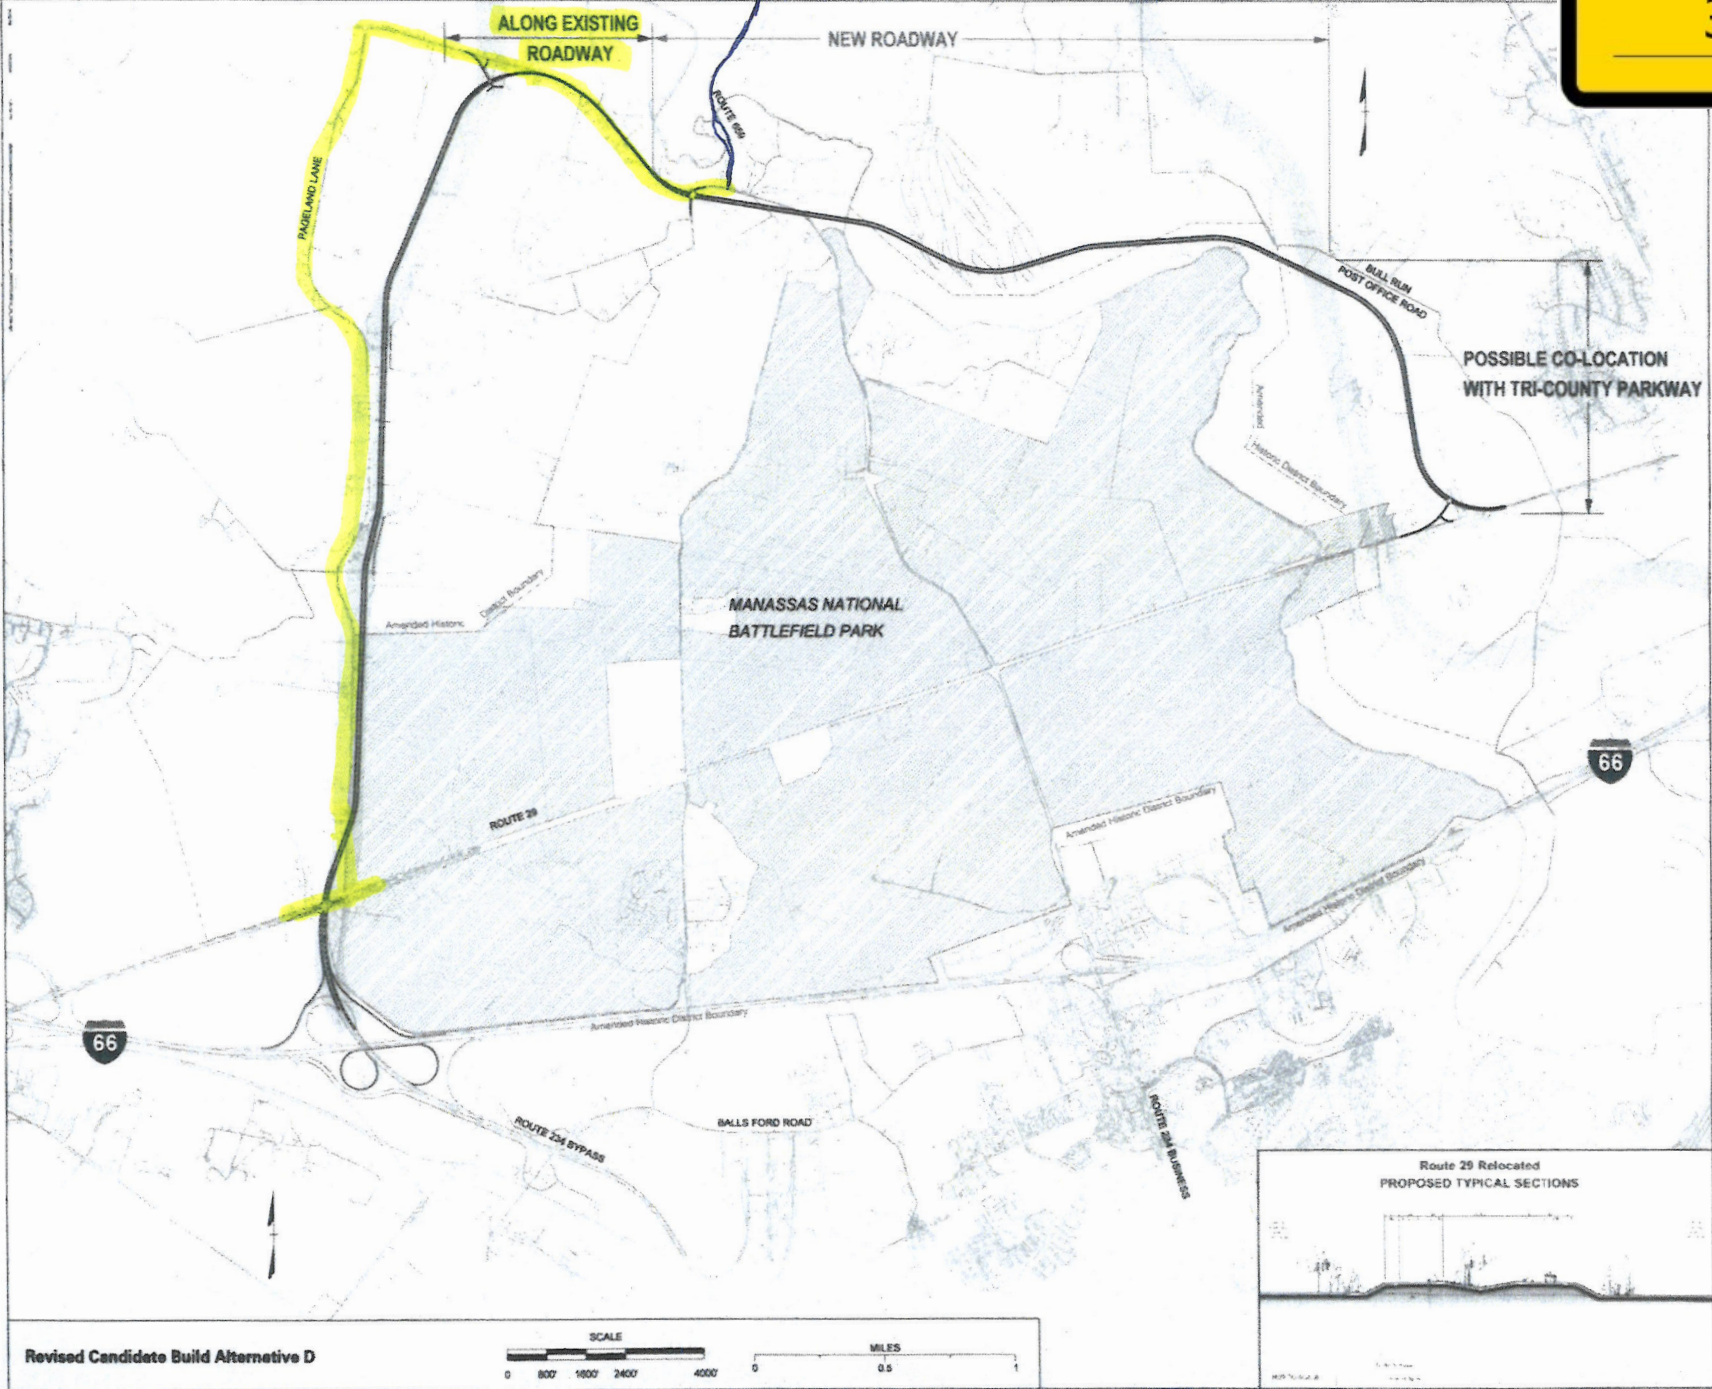 ALONG EXISTING
ROADWAY
NEW ROADWAY
ROUTE 659
PAGELAND LANE
BULL RUN
POST OFFICE ROAD
POSSIBLE CO-LOCATION
WITH TRI-COUNTY PARKWAY
Amended
Historic District Boundary
Amended Historic
District Boundary
MANASSAS NATIONAL
BATTLEFIELD PARK
66
ROUTE 29
Amended Historic District Boundary
Amended Historic District Boundary
Amended Historic District Boundary
66
ROUTE 234 BYPASS
BALLS FORD ROAD
ROUTE 234 BUSINESS
Route 29 Relocated
PROPOSED TYPICAL SECTIONS
Revised Candidate Build Alternative D
SCALE
0 800' 1600' 2400' 4000'
MILES
0 0.5 1